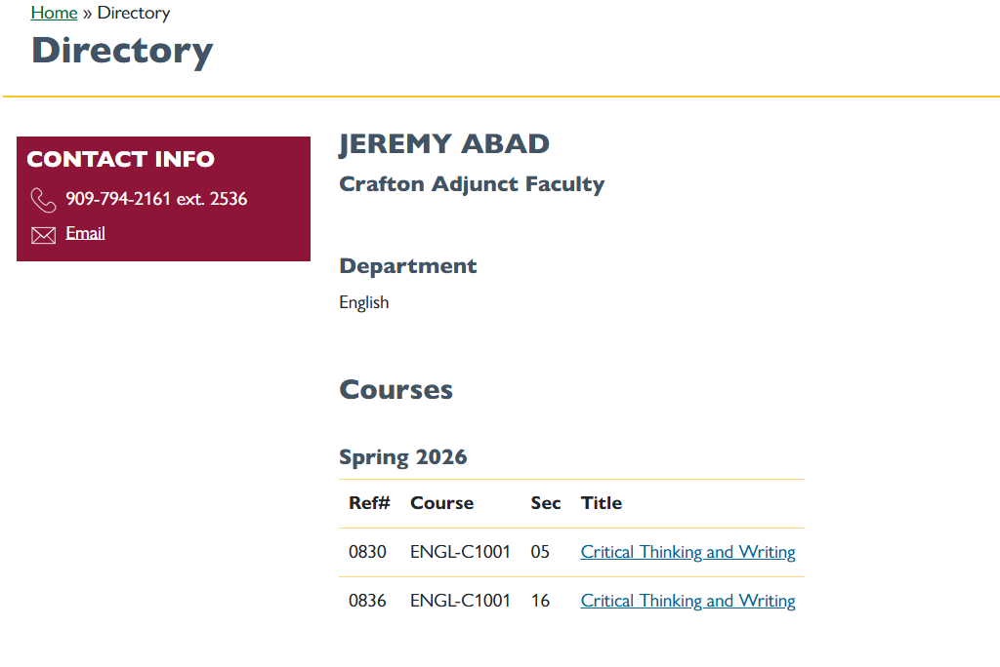 Home » Directory
Directory
CONTACT INFO
909-794-2161 ext. 2536
Email
JEREMY ABAD
Crafton Adjunct Faculty
Department
English
Courses
Spring 2026
Ref# Course Sec Title
0830 ENGL-C1001 05 Critical Thinking and Writing
0836 ENGL-C1001 16 Critical Thinking and Writing